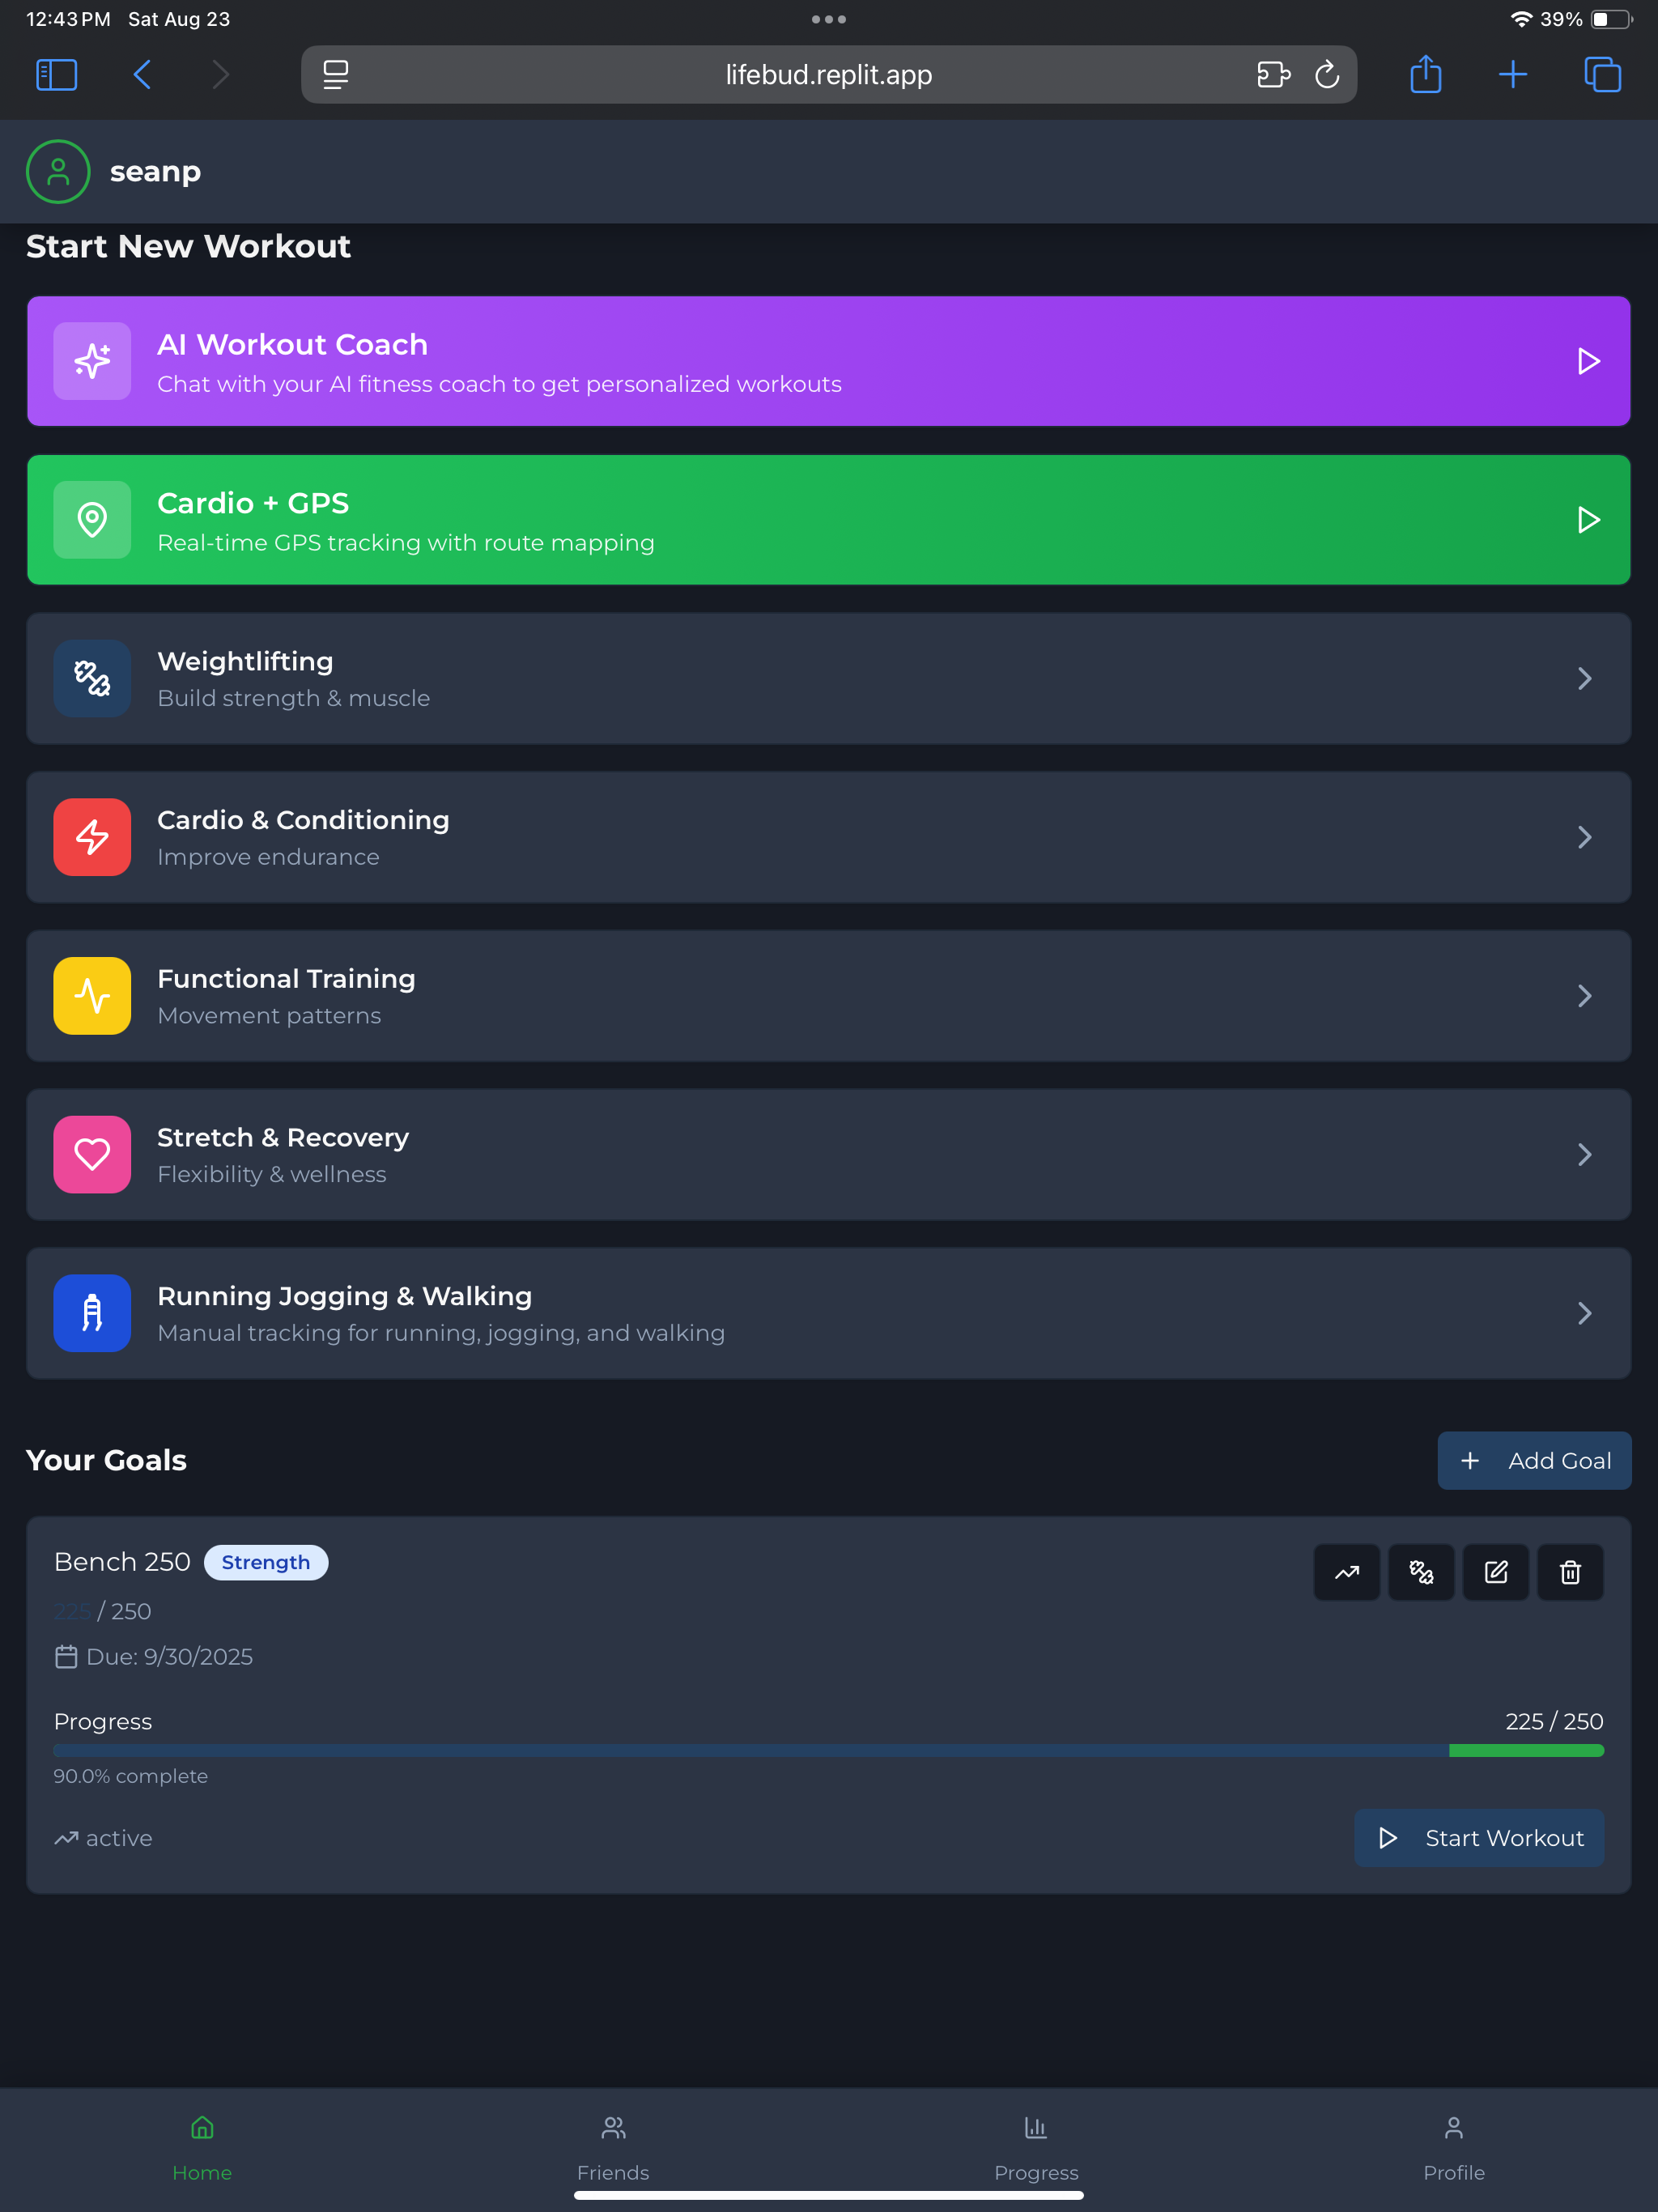 12:43 PM Sat Aug 23
39%
lifebud.replit.app
seanp
Start New Workout
AI Workout Coach
Chat with your AI fitness coach to get personalized workouts
Cardio + GPS
Real-time GPS tracking with route mapping
Weightlifting
Build strength & muscle
Cardio & Conditioning
Improve endurance
Functional Training
Movement patterns
Stretch & Recovery
Flexibility & wellness
Running Jogging & Walking
Manual tracking for running, jogging, and walking
Your Goals
Add Goal
Bench 250 Strength
225 / 250
Due: 9/30/2025
Progress 225 / 250
90.0% complete
active
Start Workout
Home Friends Progress Profile